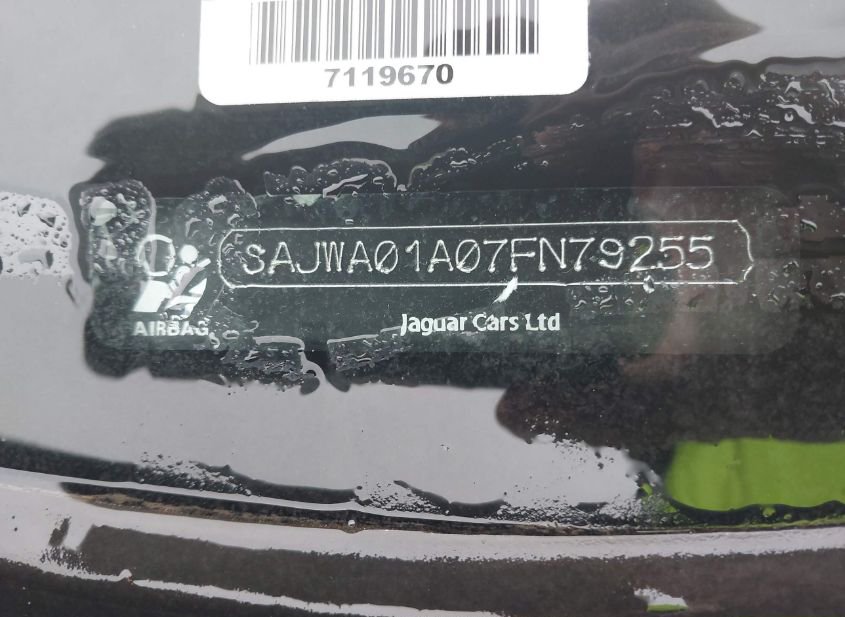 7119670
SAJWA01A07FN79255
AIRBAG
Jaguar Cars Ltd